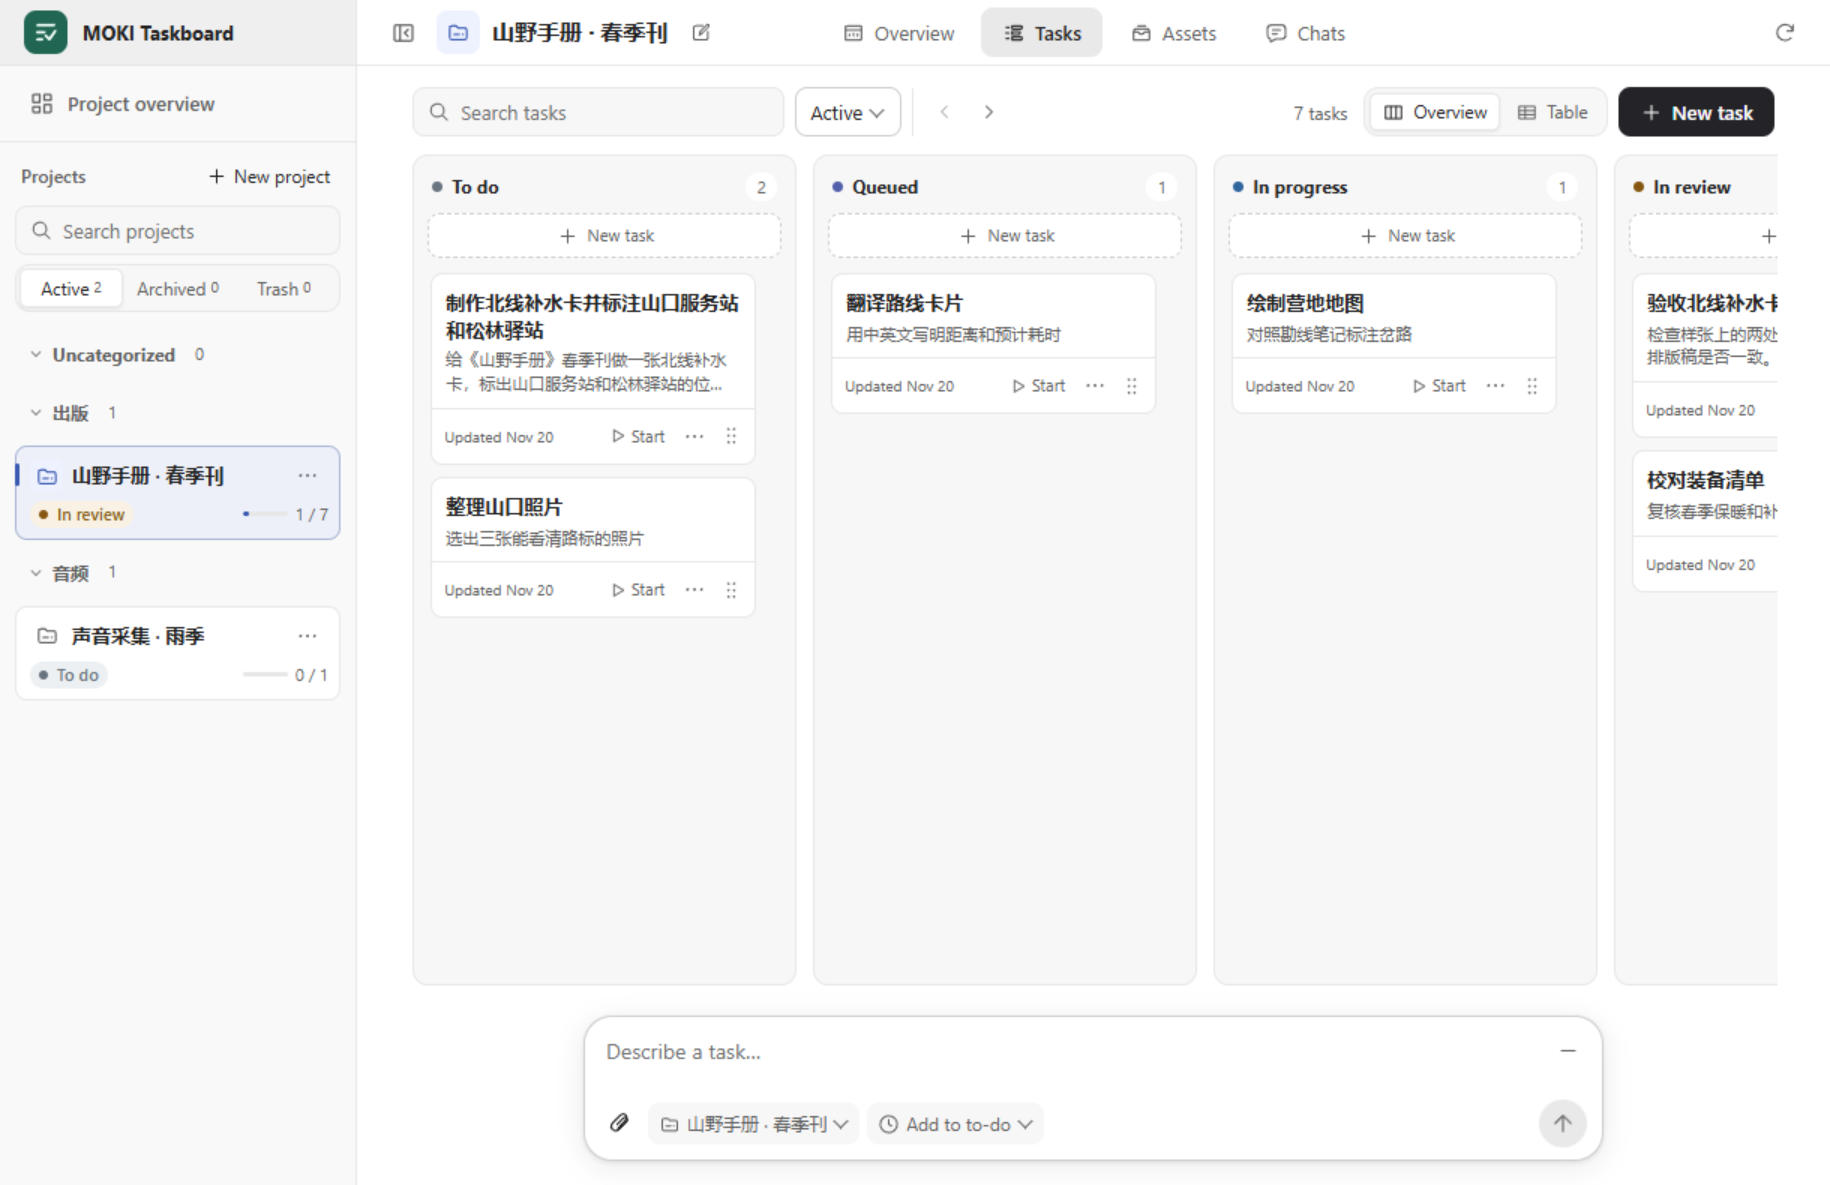 MOKI Taskboard
Project overview
Projects
New project
Search projects
Active 2
Archived 0
Trash 0
Uncategorized 0
出版 1
山野手册 · 春季刊
In review
1 / 7
音频 1
声音采集 · 雨季
To do
0 / 1
山野手册 · 春季刊
Overview
Tasks
Assets
Chats
Search tasks
Active
7 tasks
Overview
Table
New task
To do
2
New task
制作北线补水卡并标注山口服务站
和松林驿站
给《山野手册》春季刊做一张北线补水
卡，标出山口服务站和松林驿站的位...
Updated Nov 20
Start
整理山口照片
选出三张能看清路标的照片
Updated Nov 20
Start
Queued
1
New task
翻译路线卡片
用中英文写明距离和预计耗时
Updated Nov 20
Start
In progress
1
New task
绘制营地地图
对照勘线笔记标注岔路
Updated Nov 20
Start
In review
验收北线补水卡
检查样张上的两处
排版稿是否一致。
Updated Nov 20
校对装备清单
复核春季保暖和补
Updated Nov 20
Describe a task...
山野手册 · 春季刊
Add to to-do